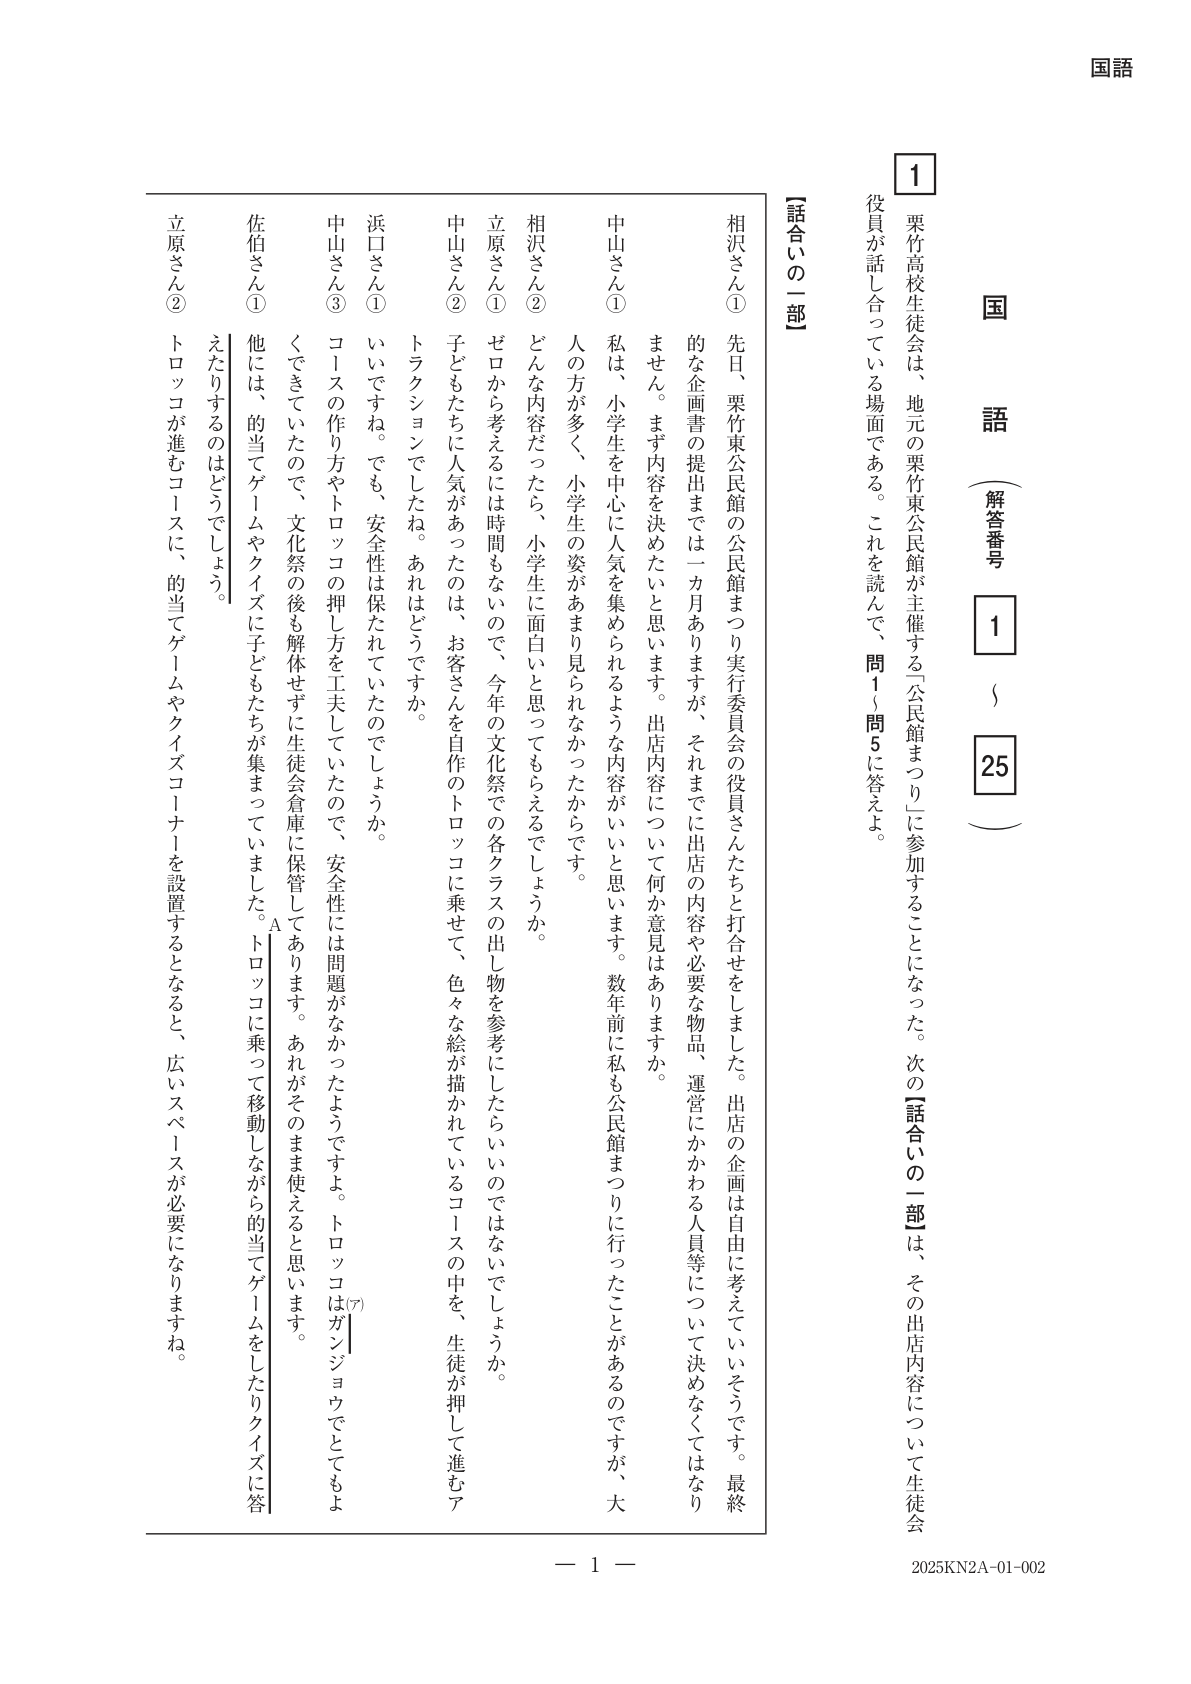 国語
国　語　（解答番号 1 ～ 25 ）
1　栗竹高校生徒会は、地元の栗竹東公民館が主催する「公民館まつり」に参加することになった。次の【話合いの一部】は、その出店内容について生徒会
役員が話し合っている場面である。これを読んで、問1～問5に答えよ。
【話合いの一部】
相沢さん①　先日、栗竹東公民館の公民館まつり実行委員会の役員さんたちと打合せをしました。出店の企画は自由に考えていいそうです。最終
的な企画書の提出までは一カ月ありますが、それまでに出店の内容や必要な物品、運営にかかわる人員等について決めなくてはなり
ません。まず内容を決めたいと思います。出店内容について何か意見はありますか。
中山さん①　私は、小学生を中心に人気を集められるような内容がいいと思います。数年前に私も公民館まつりに行ったことがあるのですが、大
人の方が多く、小学生の姿があまり見られなかったからです。
相沢さん②　どんな内容だったら、小学生に面白いと思ってもらえるでしょうか。
立原さん①　ゼロから考えるには時間もないので、今年の文化祭での各クラスの出し物を参考にしたらいいのではないでしょうか。
中山さん②　子どもたちに人気があったのは、お客さんを自作のトロッコに乗せて、色々な絵が描かれているコースの中を、生徒が押して進むア
トラクションでしたね。あれはどうですか。
浜口さん①　いいですね。でも、安全性は保たれていたのでしょうか。
中山さん③　コースの作り方やトロッコの押し方を工夫していたので、安全性には問題がなかったようですよ。トロッコは(ア)ガンジョウでとてもよ
くできていたので、文化祭の後も解体せずに生徒会倉庫に保管してあります。あれがそのまま使えると思います。
佐伯さん①　他には、的当てゲームやクイズに子どもたちが集まっていました。Aトロッコに乗って移動しながら的当てゲームをしたりクイズに答
えたりするのはどうでしょう。
立原さん②　トロッコが進むコースに、的当てゲームやクイズコーナーを設置するとなると、広いスペースが必要になりますね。
— 1 —
2025KN2A-01-002